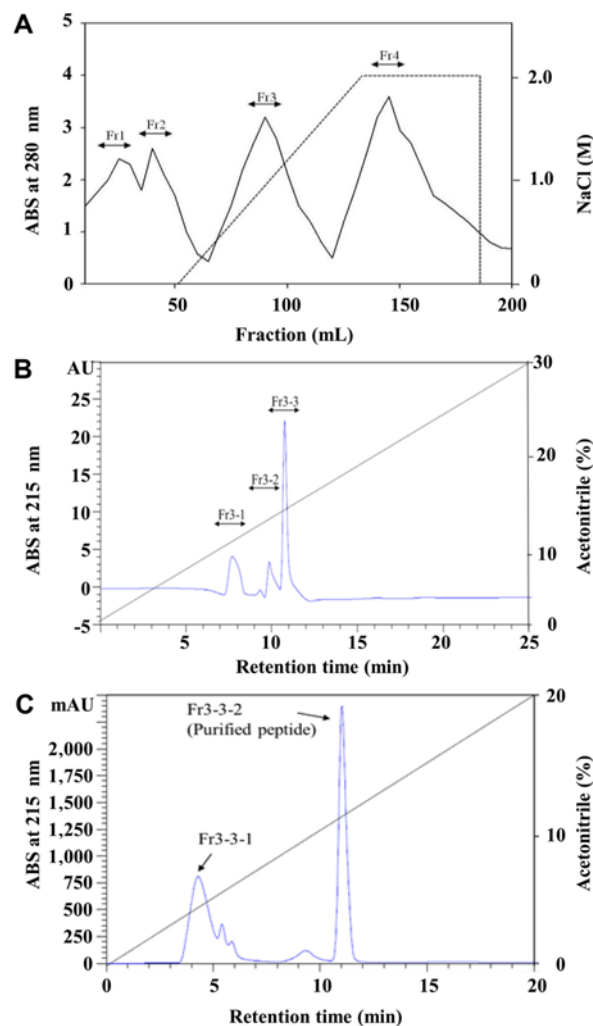 A
ABS at 280 nm
5
4
3
2
1
0
Fr1
Fr2
Fr3
Fr4
2.0
1.0
0
NaCl (M)
50
100
150
200
Fraction (mL)
B
AU
ABS at 215 nm
25
20
15
10
5
0
-5
Fr3-1
Fr3-2
Fr3-3
30
20
10
0
Acetonitrile (%)
5
10
15
20
25
Retention time (min)
C
mAU
ABS at 215 nm
2,000
1,750
1,500
1,250
1,000
750
500
250
0
Fr3-3-2
(Purified peptide)
Fr3-3-1
20
10
0
Acetonitrile (%)
0
5
10
15
20
Retention time (min)